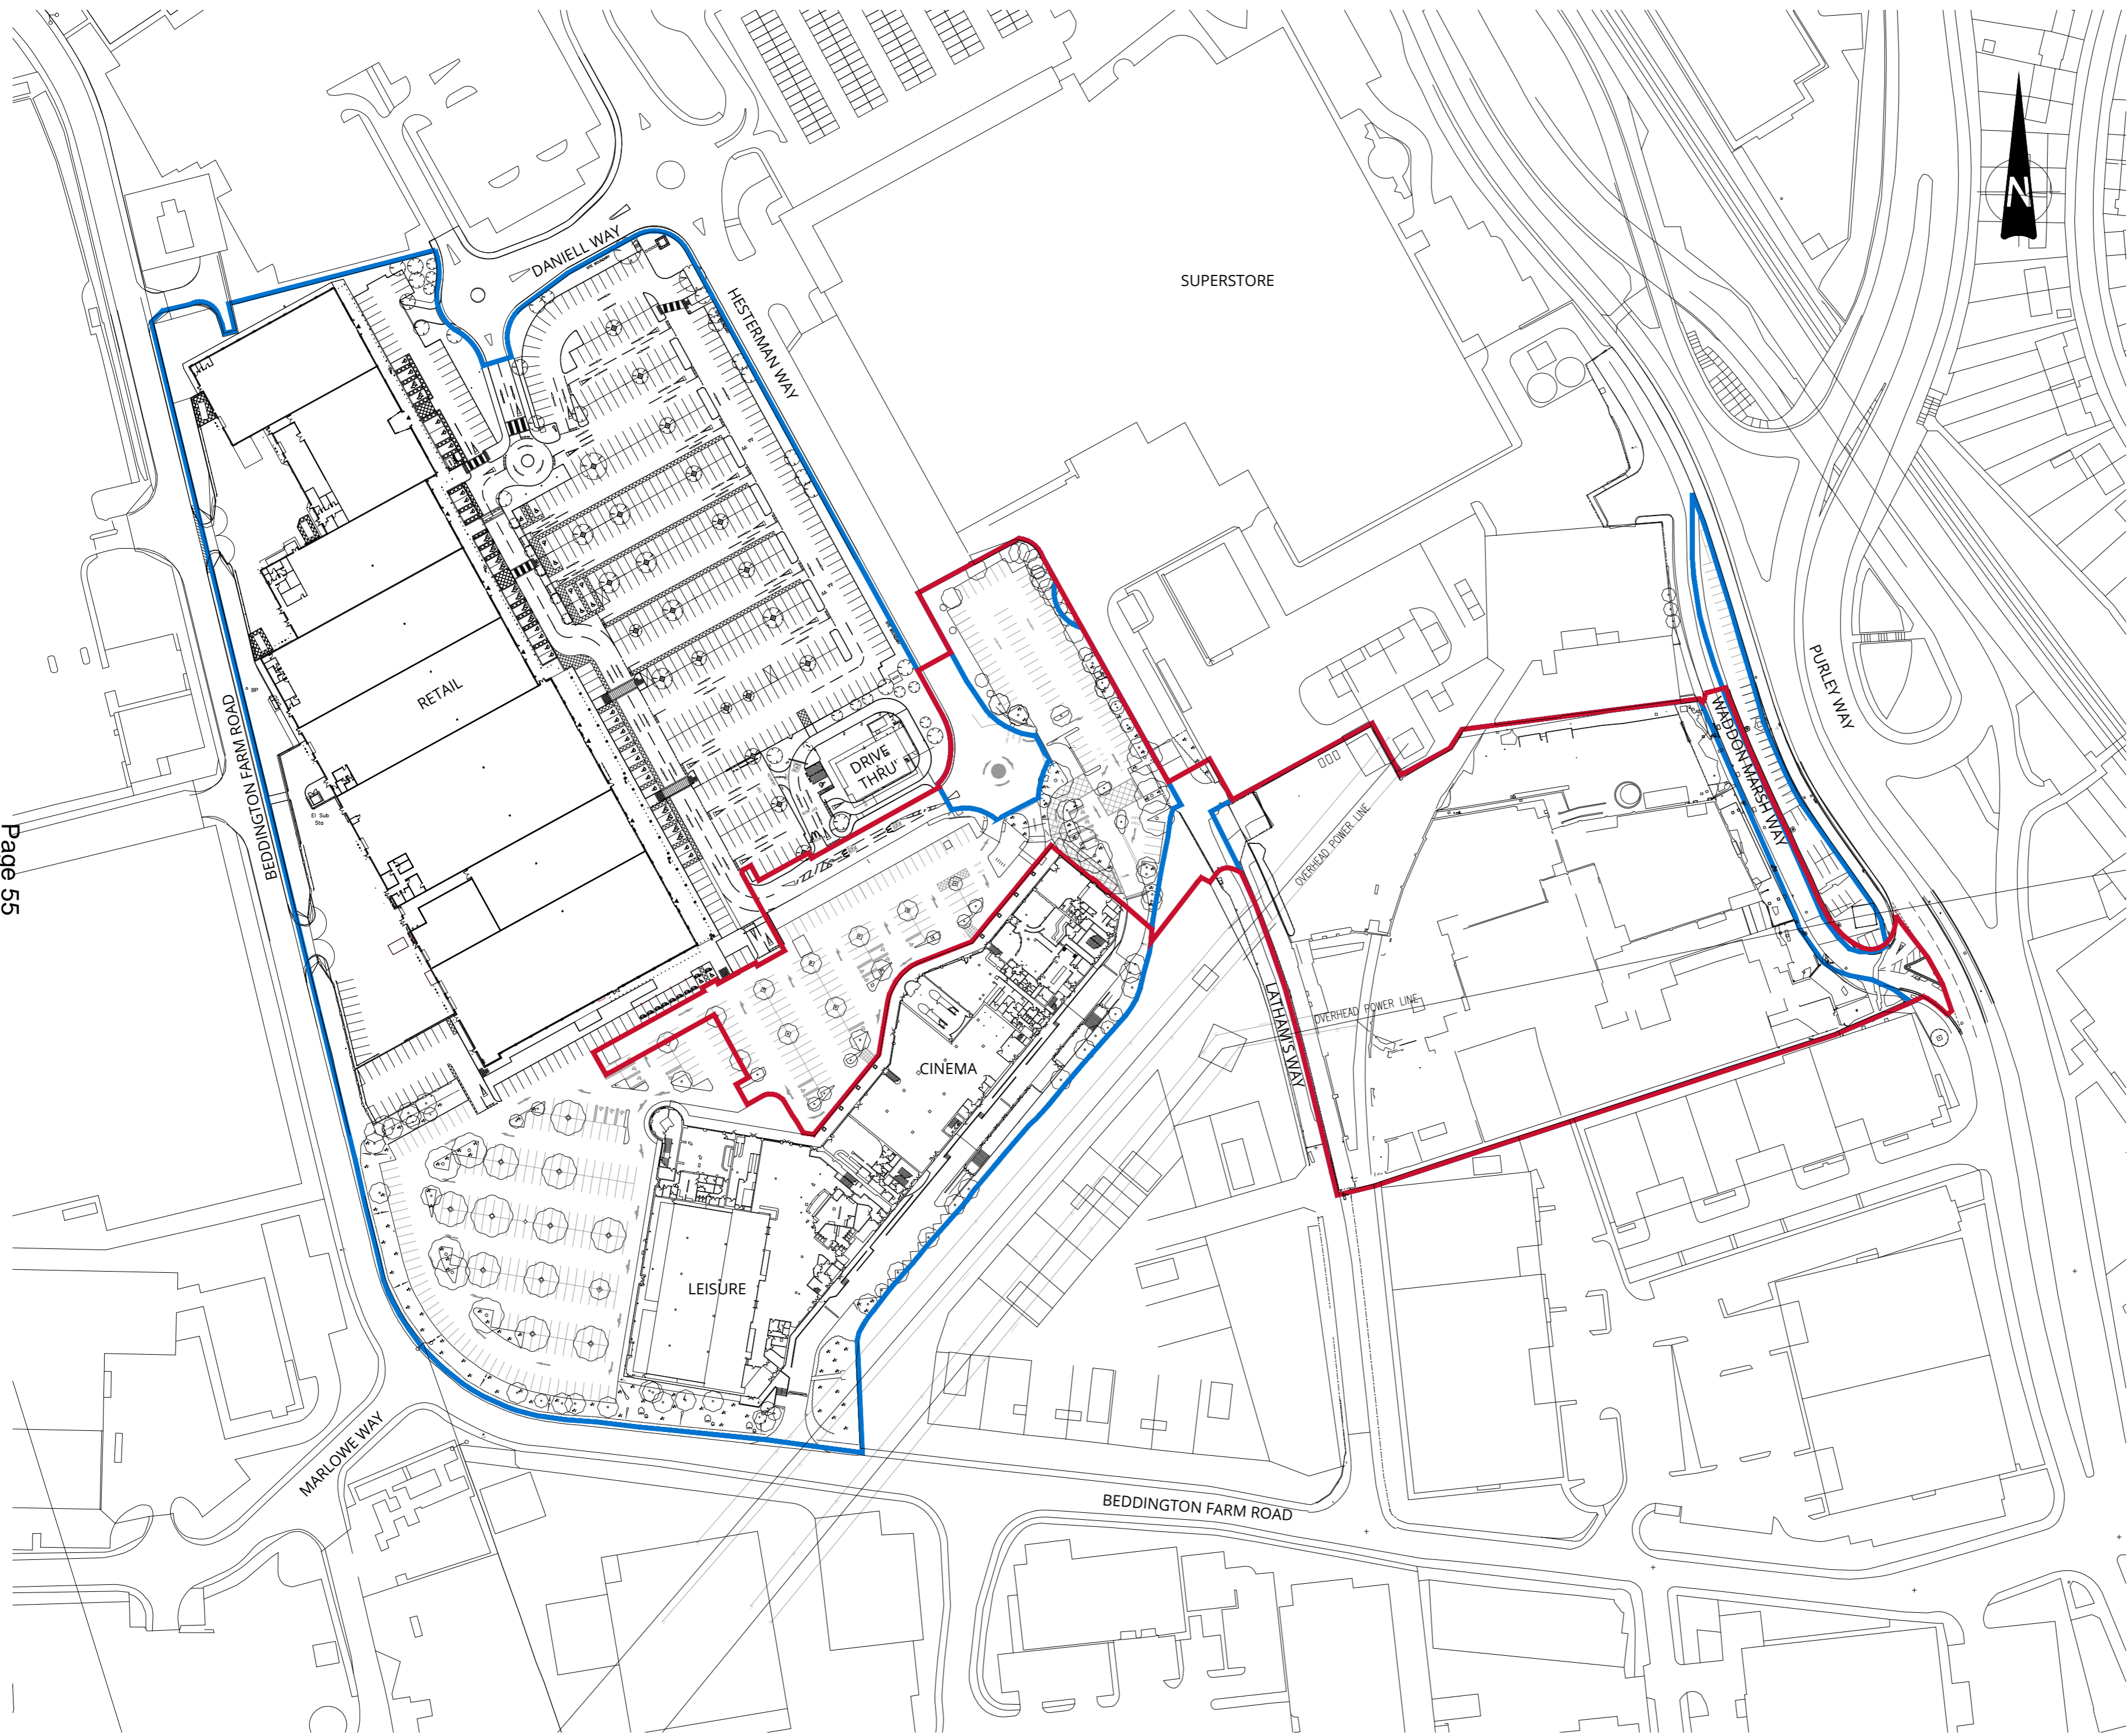 N
DANIELL WAY
HESTERMAN WAY
SUPERSTORE
PURLEY WAY
BEDDINGTON FARM ROAD
BP
RETAIL
DRIVE
THRU
El Sub
Sta
WADDON MARSH WAY
OVERHEAD POWER LINE
OVERHEAD POWER LINE
LATHAM'S WAY
CINEMA
LEISURE
MARLOWE WAY
BEDDINGTON FARM ROAD
Page 55